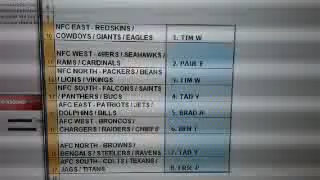 NFC EAST - REDSKINS /
COWBOYS / GIANTS / EAGLES
1. TIM W
NFC WEST - 49ERS / SEAHAWKS /
RAMS / CARDINALS
2. PAUL E
NFC NORTH - PACKERS / BEARS
/ LIONS / VIKINGS
3. TIM W
NFC SOUTH - FALCONS / SAINTS
/ PANTHERS / BUCS
4. TAD Y
AFC EAST - PATRIOTS / JETS /
DOLPHINS / BILLS
5. BRAD
AFC WEST - BRONCOS /
CHARGERS / RAIDERS / CHIEFS
6.
AFC NORTH - BROWNS /
BENGALS / STEELERS / RAVENS
7. TAD Y
AFC SOUTH - COLTS / TEXANS /
JAGS / TITANS
8.